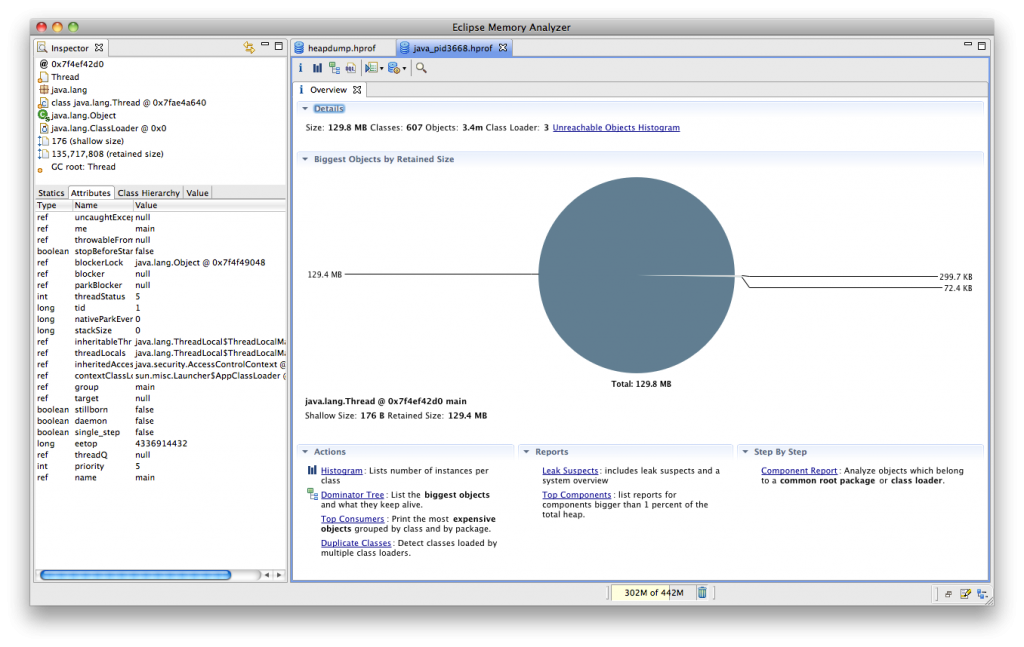 Eclipse Memory Analyzer
Inspector
@ 0x7f4ef42d0
Thread
java.lang
class java.lang.Thread @ 0x7fae4a640
java.lang.Object
java.lang.ClassLoader @ 0x0
176 (shallow size)
135,717,808 (retained size)
GC root: Thread
Statics Attributes Class Hierarchy Value
Type Name Value
ref uncaughtExcep null
ref me main
ref throwableFron null
boolean stopBeforeStar false
ref blockerLock java.lang.Object @ 0x7f4f49048
ref blocker null
ref parkBlocker null
int threadStatus 5
long tid 1
long nativeParkEver 0
long stackSize 0
ref inheritableThr java.lang.ThreadLocal$ThreadLocalMa
ref threadLocals java.lang.ThreadLocal$ThreadLocalMa
ref inheritedAcces java.security.AccessControlContext @
ref contextClassLo sun.misc.Launcher$AppClassLoader @
ref group main
ref target null
boolean stillborn false
boolean daemon false
boolean single_step false
long eetop 4336914432
ref threadQ null
int priority 5
ref name main
heapdump.hprof java_pid3668.hprof
i OQL
i Overview
Details
Size: 129.8 MB Classes: 607 Objects: 3.4m Class Loader: 3 Unreachable Objects Histogram
Biggest Objects by Retained Size
129.4 MB
299.7 KB
72.4 KB
Total: 129.8 MB
java.lang.Thread @ 0x7f4ef42d0 main
Shallow Size: 176 B Retained Size: 129.4 MB
Actions
Histogram: Lists number of instances per
class
Dominator Tree: List the biggest objects
and what they keep alive.
Top Consumers: Print the most expensive
objects grouped by class and by package.
Duplicate Classes: Detect classes loaded by
multiple class loaders.
Reports
Leak Suspects: includes leak suspects and a
system overview
Top Components: list reports for
components bigger than 1 percent of the
total heap.
Step By Step
Component Report: Analyze objects which belong
to a common root package or class loader.
302M of 442M